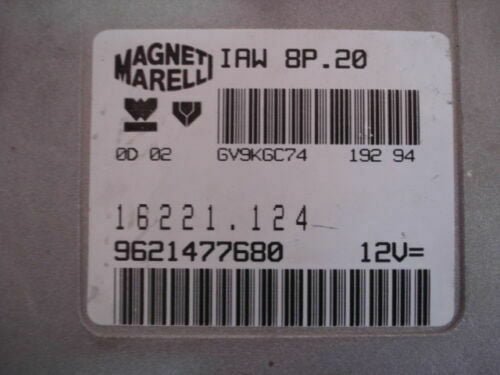 MAGNETI MARELLI
IAW 8P.20
0D 02 GV9KGC74 192 94
16221.124
9621477680 12V=